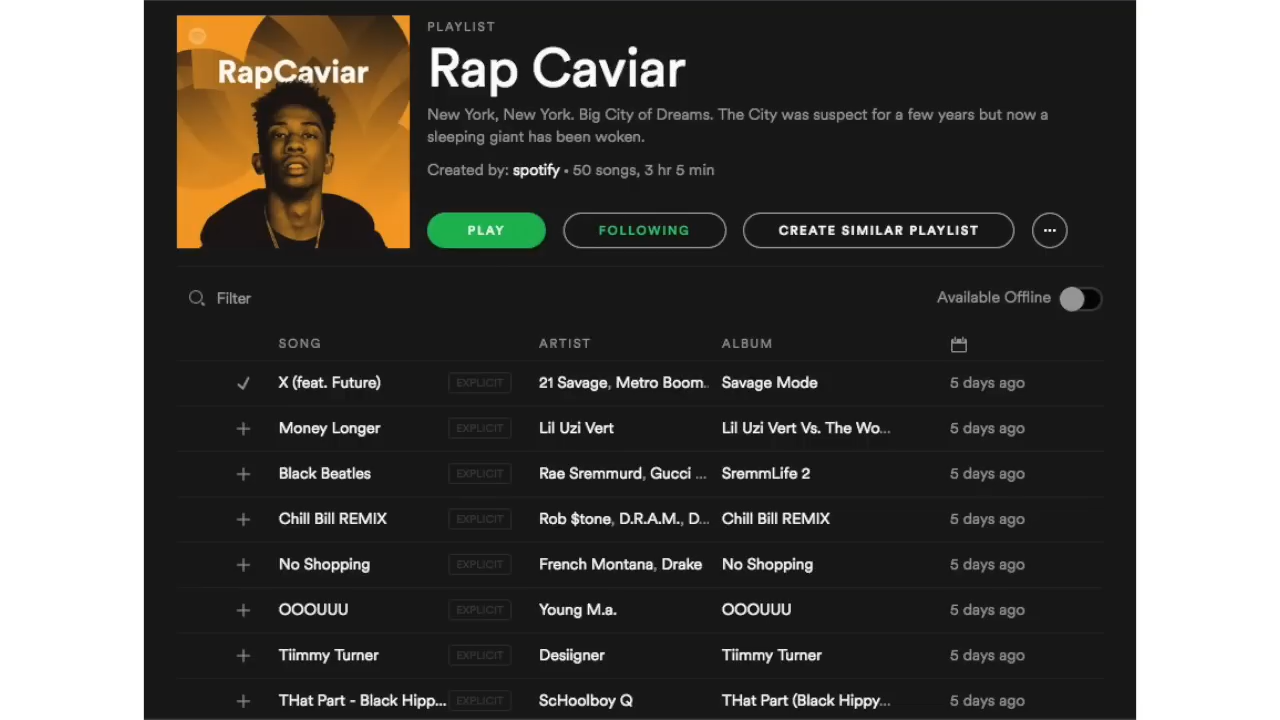 RapCaviar
PLAYLIST
Rap Caviar
New York, New York. Big City of Dreams. The City was suspect for a few years but now a
sleeping giant has been woken.
Created by: spotify • 50 songs, 3 hr 5 min
PLAY FOLLOWING CREATE SIMILAR PLAYLIST ...
Filter Available Offline
SONG ARTIST ALBUM
X (feat. Future) EXPLICIT 21 Savage, Metro Boom.. Savage Mode 5 days ago
Money Longer EXPLICIT Lil Uzi Vert Lil Uzi Vert Vs. The Wo... 5 days ago
Black Beatles EXPLICIT Rae Sremmurd, Gucci ... SremmLife 2 5 days ago
Chill Bill REMIX EXPLICIT Rob $tone, D.R.A.M., D... Chill Bill REMIX 5 days ago
No Shopping EXPLICIT French Montana, Drake No Shopping 5 days ago
OOOUUU EXPLICIT Young M.a. OOOUUU 5 days ago
Tiimmy Turner EXPLICIT Desiigner Tiimmy Turner 5 days ago
THat Part - Black Hipp... EXPLICIT ScHoolboy Q THat Part (Black Hippy... 5 days ago